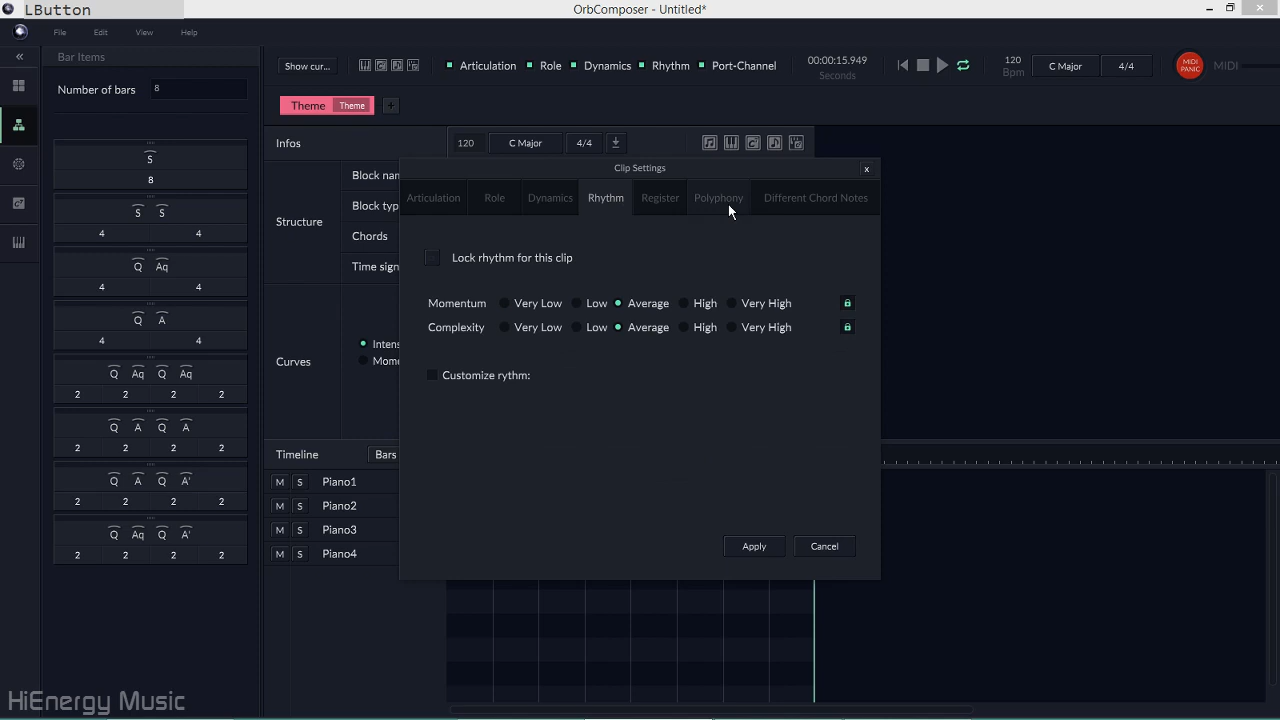 LButton
OrbComposer - Untitled*
File Edit View Help
Bar Items
Number of bars 8
S
8
S S
4 4
Q Aq
4 4
Q A
4 4
Q Aq Q Aq
2 2 2 2
Q A Q A
2 2 2 2
Q A Q A'
2 2 2 2
Q Aq Q A'
2 2 2 2
Show cur... Articulation Role Dynamics Rhythm Port-Channel
00:00:15.949
Seconds
120
Bpm
C Major 4/4
MIDI
PANIC
MIDI
Theme Theme +
Infos 120 C Major 4/4
Structure
Block name
Block typ
Chords
Time sign
Curves
Intens
Mome
Clip Settings x
Articulation Role Dynamics Rhythm Register Polyphony Different Chord Notes
Lock rhythm for this clip
Momentum Very Low Low Average High Very High
Complexity Very Low Low Average High Very High
Customize rythm:
Apply Cancel
Timeline Bars
M S Piano1
M S Piano2
M S Piano3
M S Piano4
HiEnergy Music